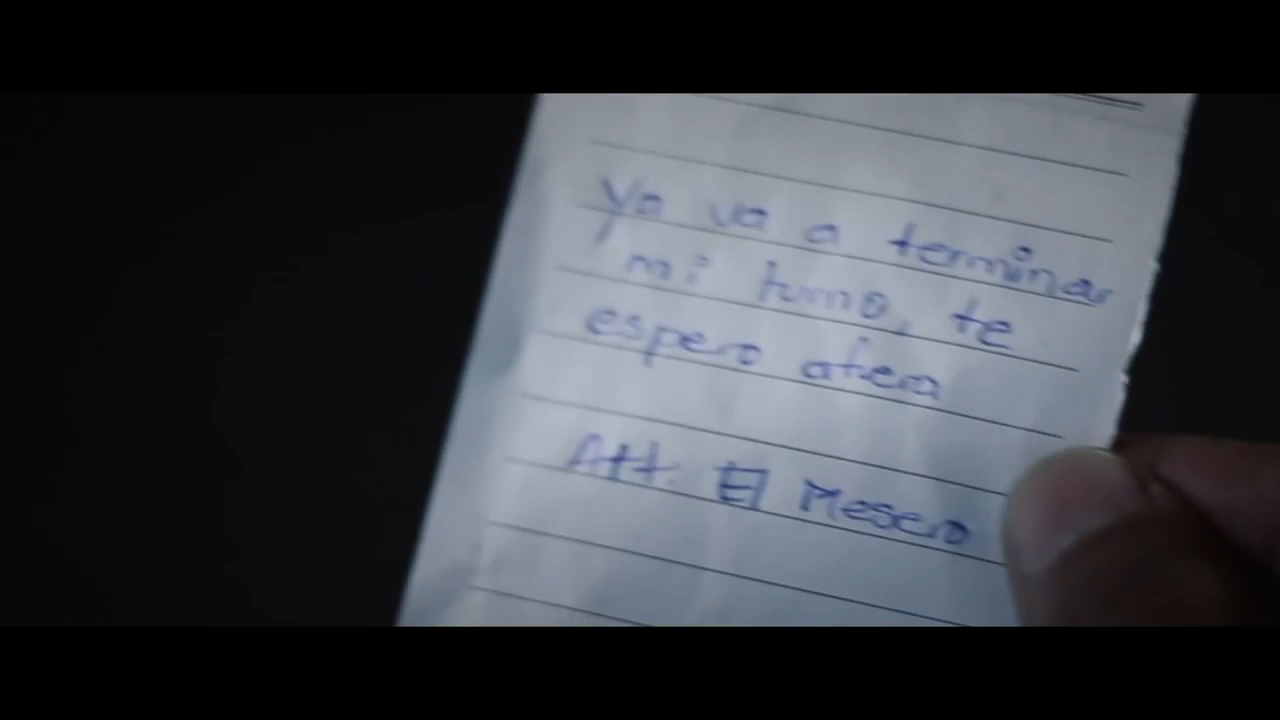 Ya va a terminar
mi turno, te
espero afuera
Att. El Mesero